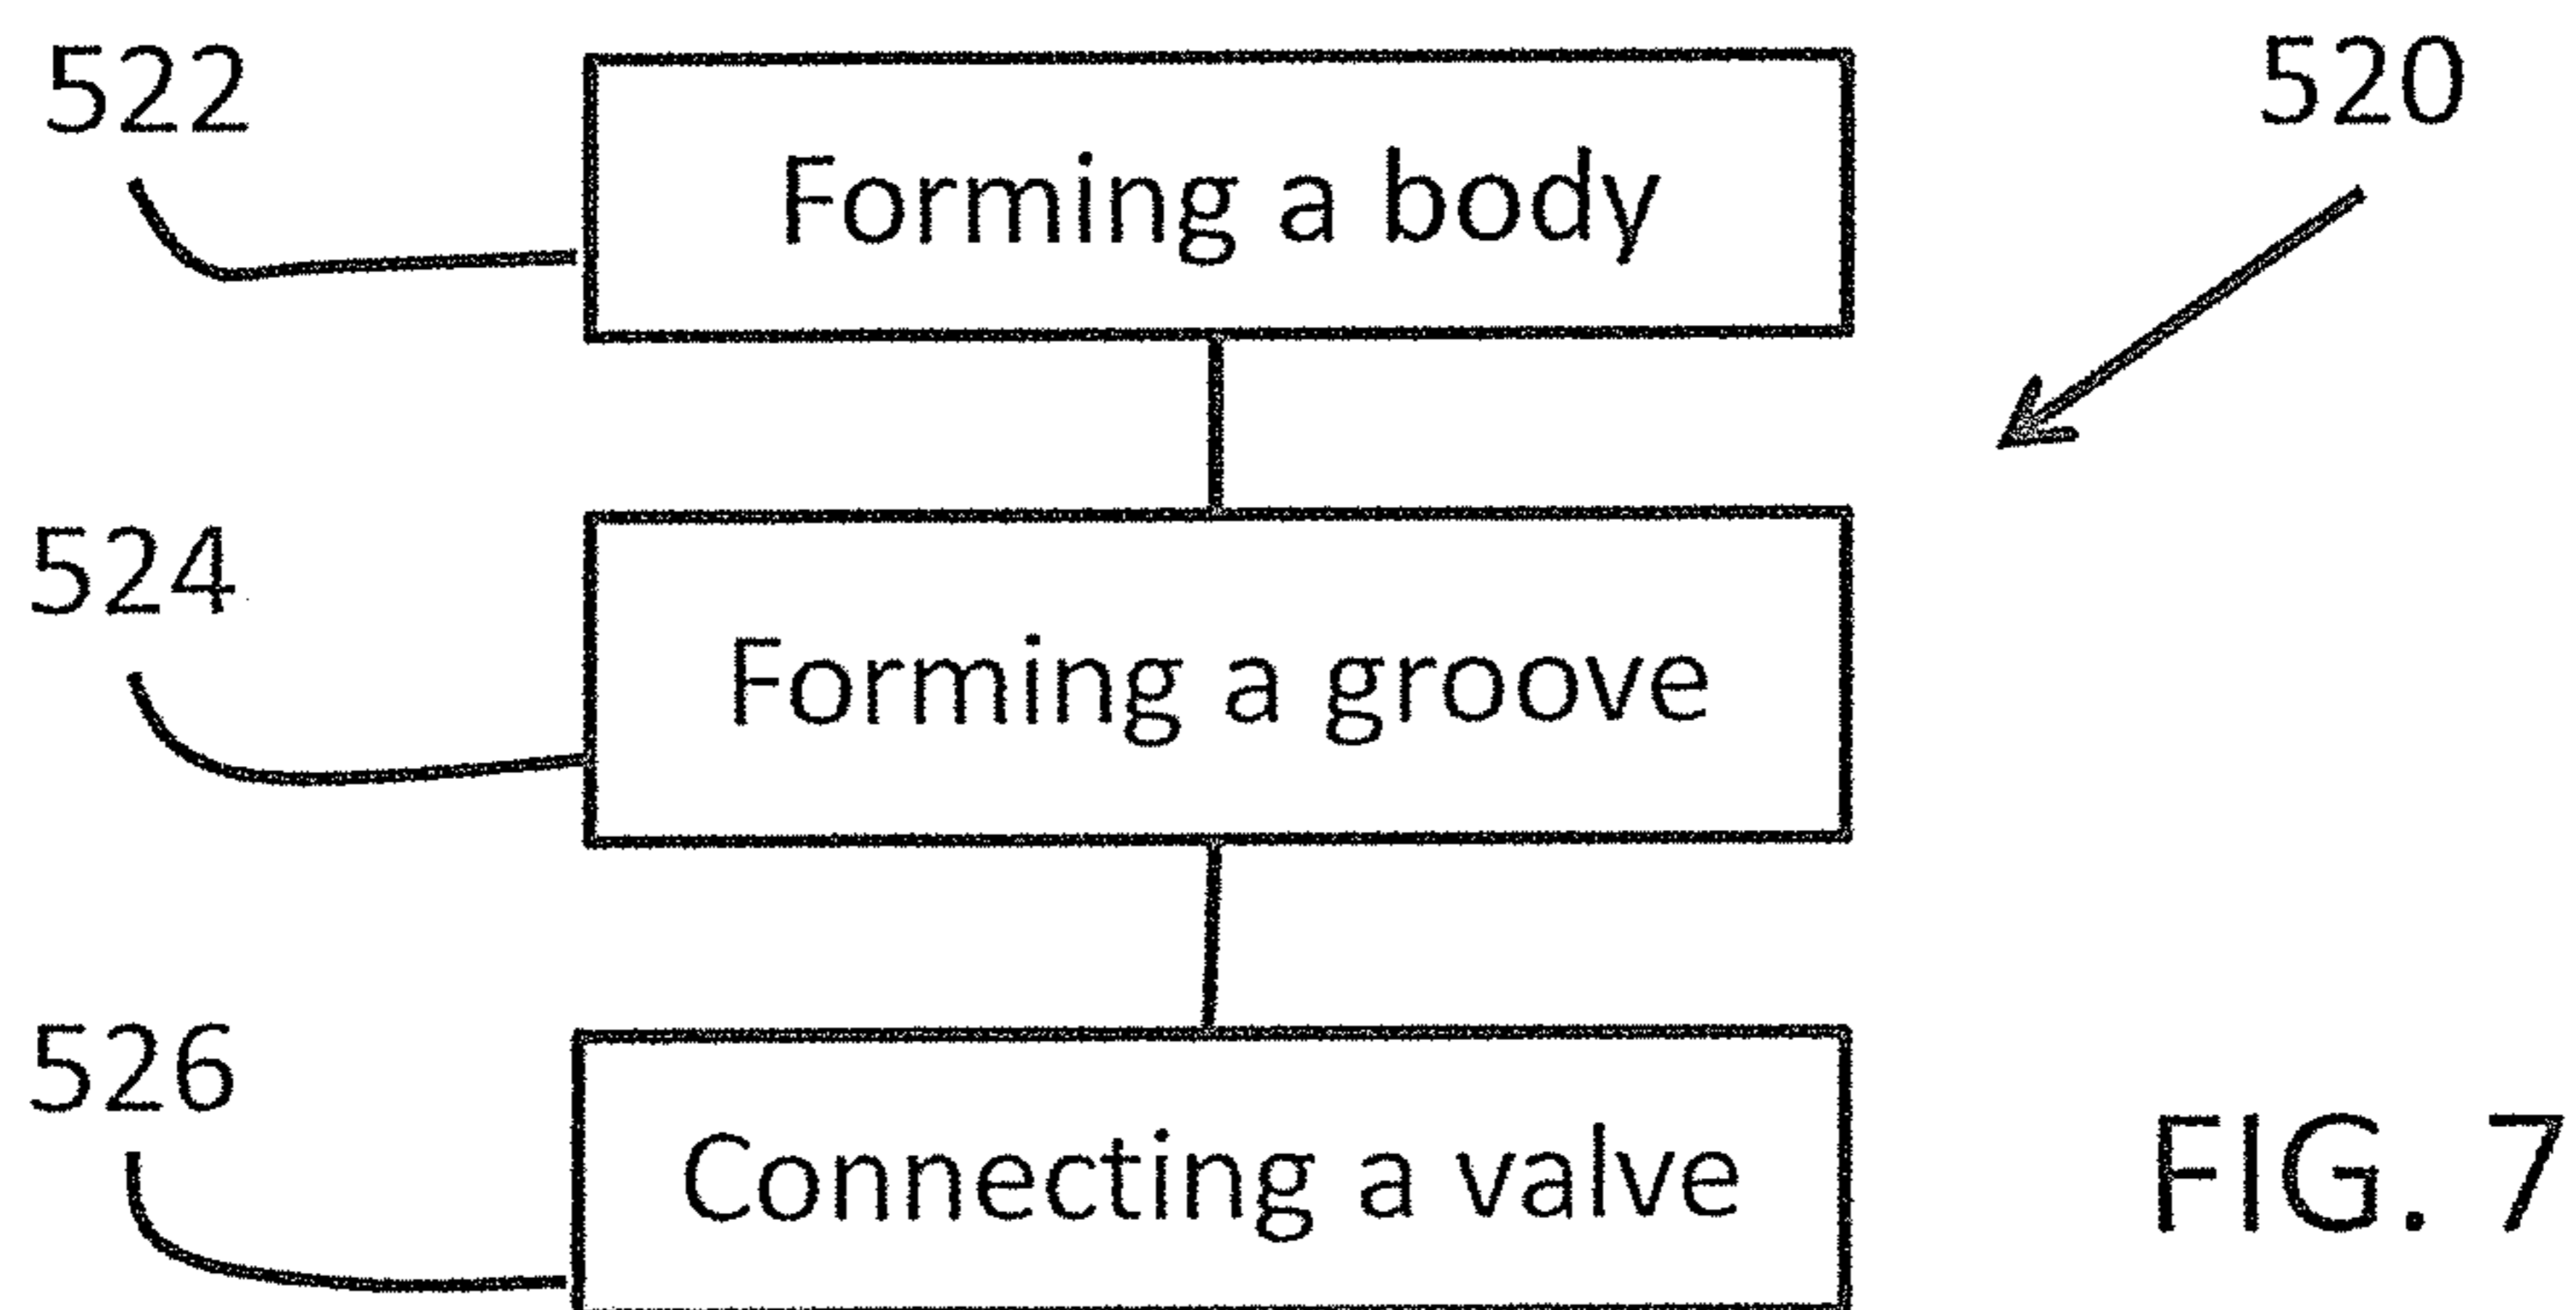 522
520
Forming a body
524
Forming a groove
526
Connecting a valve
FIG. 7